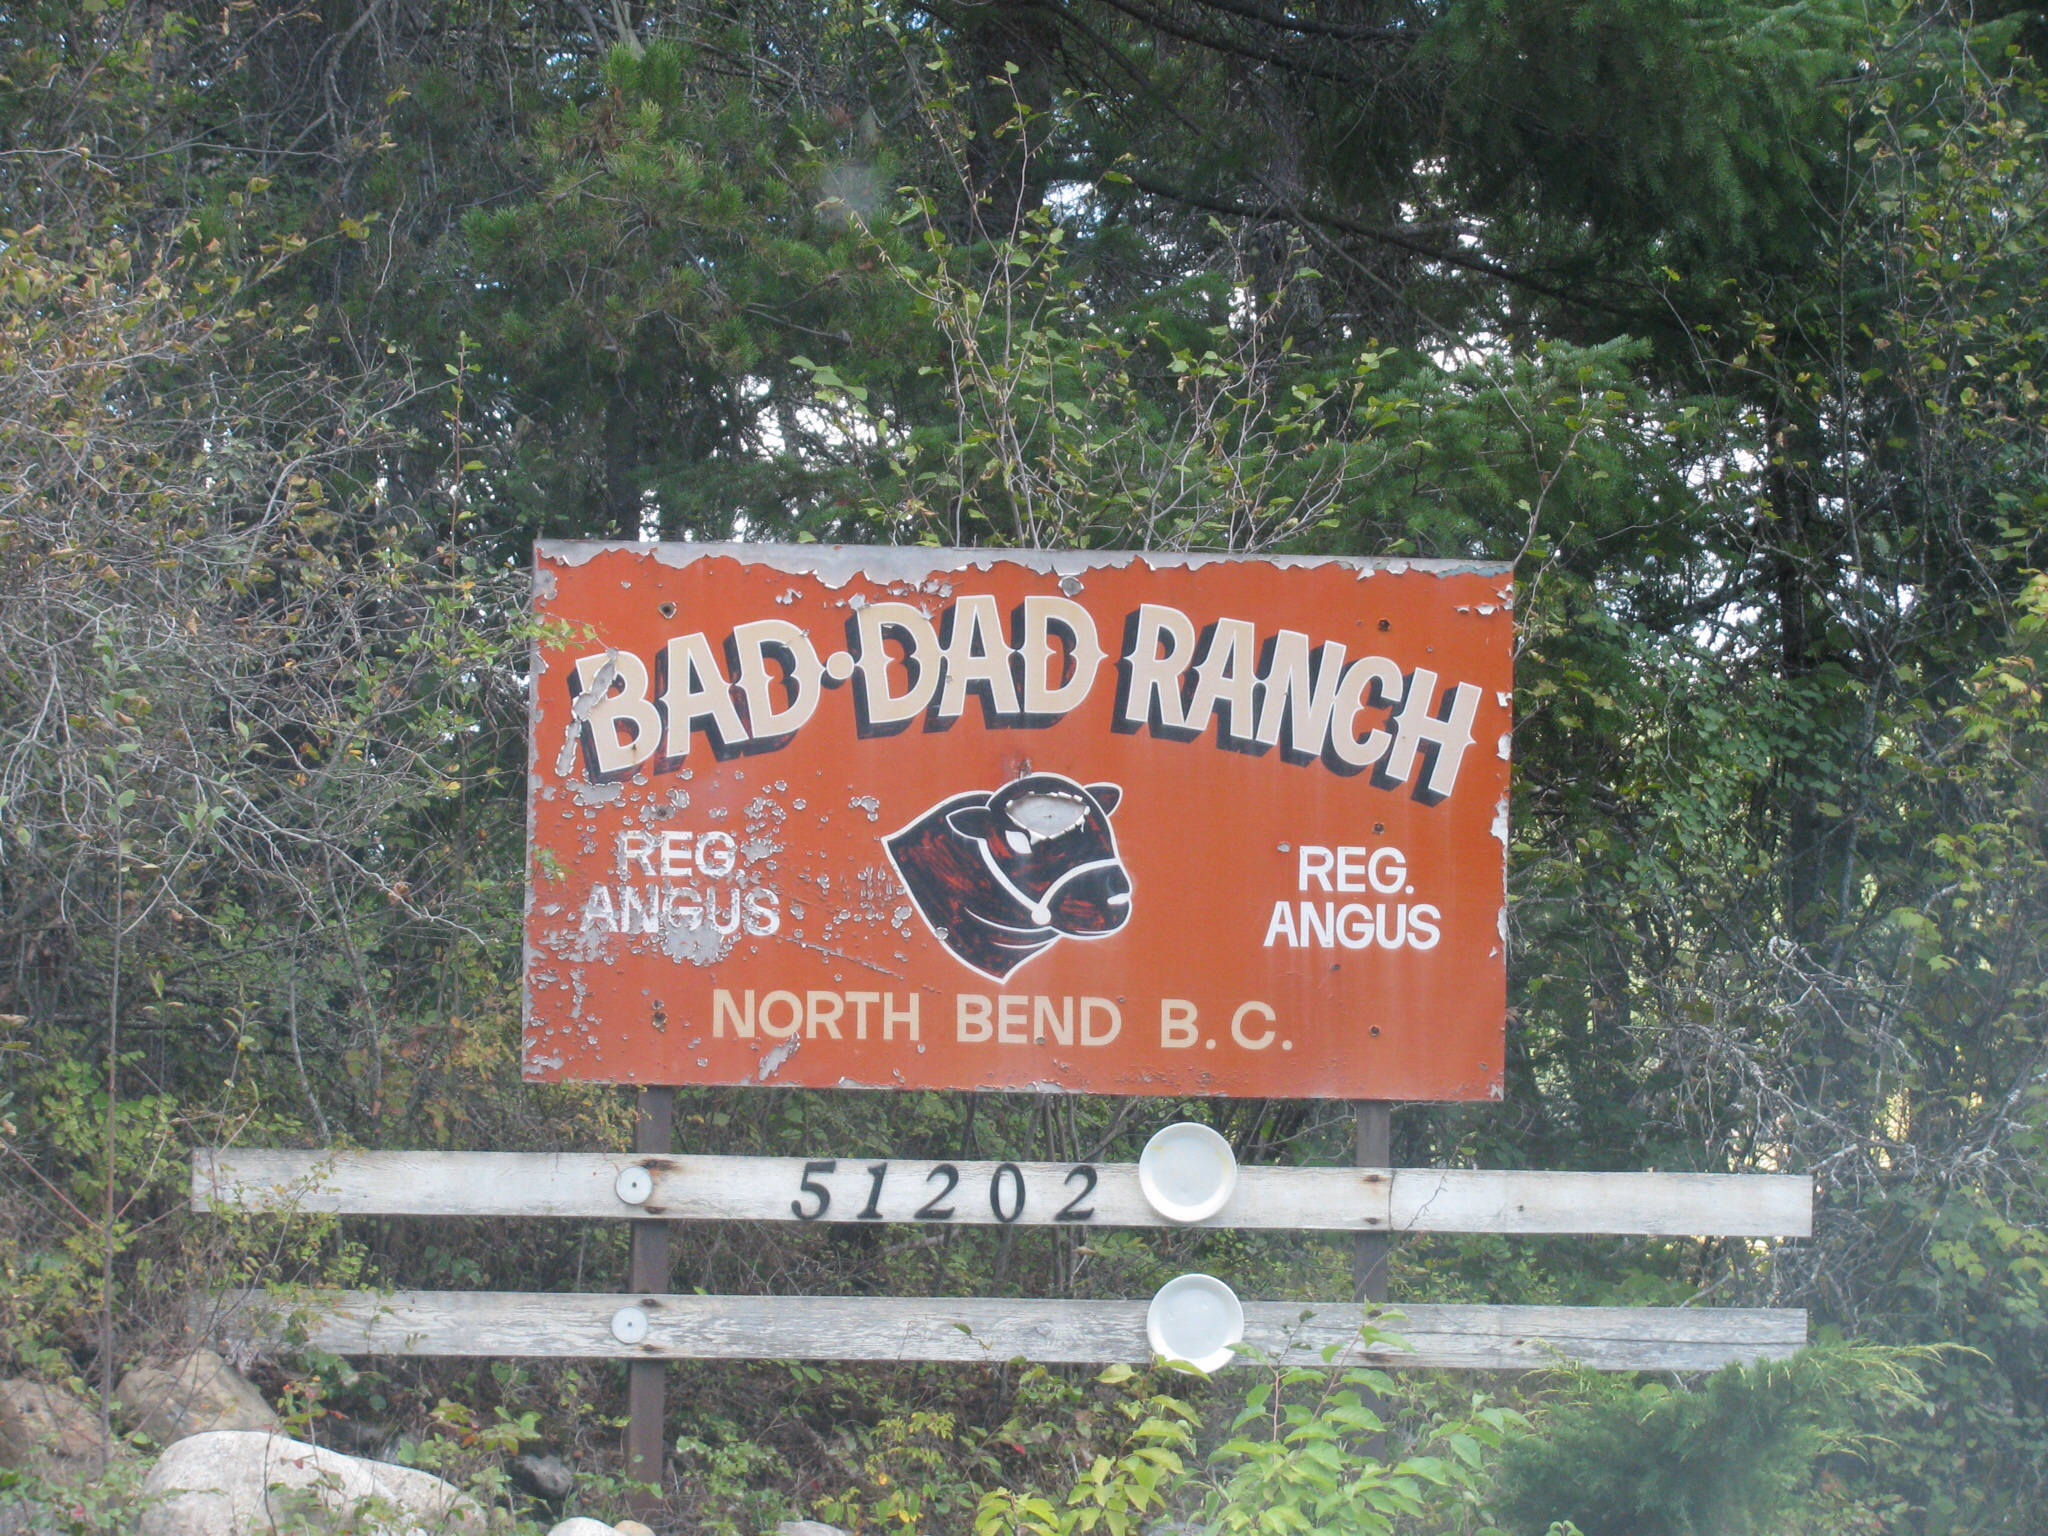 BAD·DAD RANCH
REG.
ANGUS
REG.
ANGUS
NORTH BEND B.C.
51202